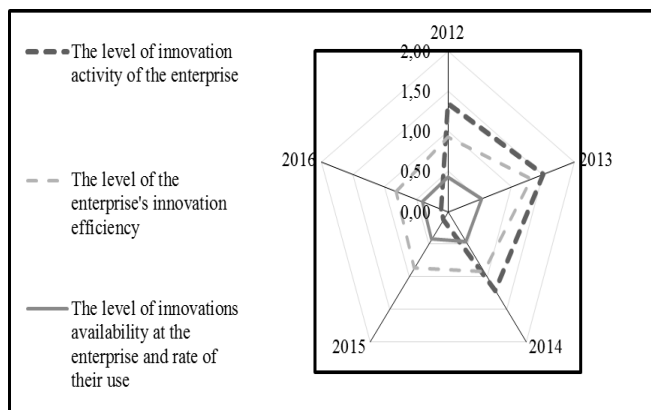 The level of innovation
activity of the enterprise
The level of the
enterprise's innovation
efficiency
The level of innovations
availability at the
enterprise and rate of
their use
2012
2,00
1,50
1,00
0,50
0,00
2013
2014
2015
2016